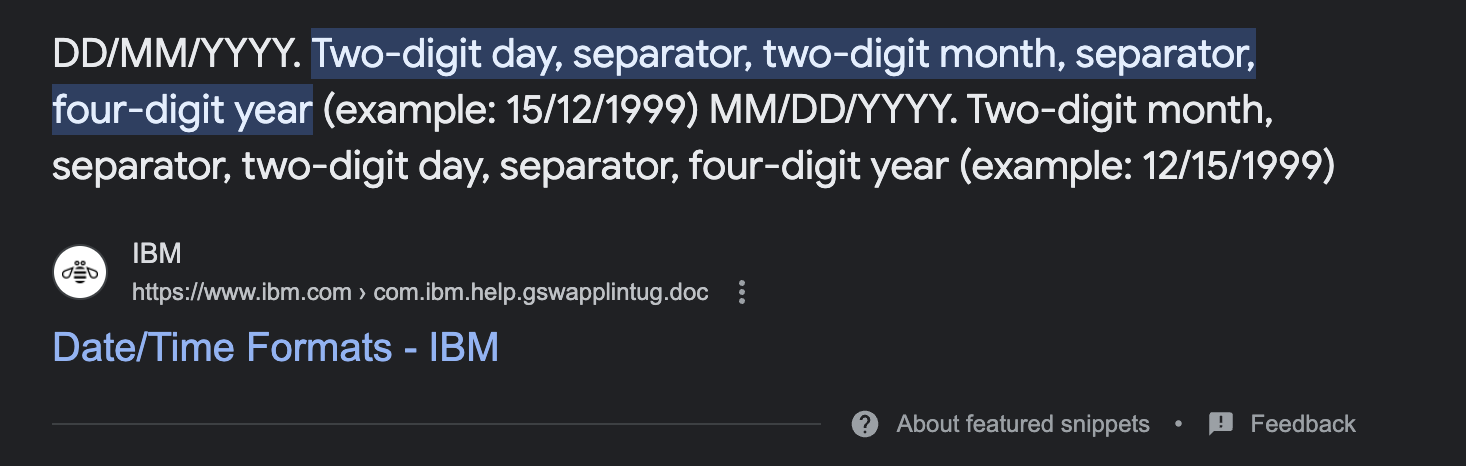 DD/MM/YYYY. Two-digit day, separator, two-digit month, separator,
four-digit year (example: 15/12/1999) MM/DD/YYYY. Two-digit month,
separator, two-digit day, separator, four-digit year (example: 12/15/1999)
IBM
https://www.ibm.com › com.ibm.help.gswapplintug.doc
Date/Time Formats - IBM
About featured snippets • Feedback